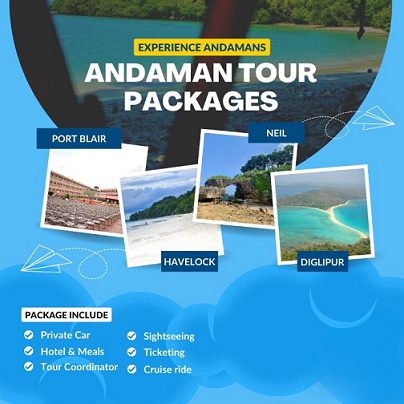 EXPERIENCE ANDAMANS
ANDAMAN TOUR
PACKAGES
PORT BLAIR
NEIL
HAVELOCK
DIGLIPUR
PACKAGE INCLUDE
Private Car
Hotel & Meals
Tour Coordinator
Sightseeing
Ticketing
Cruise ride